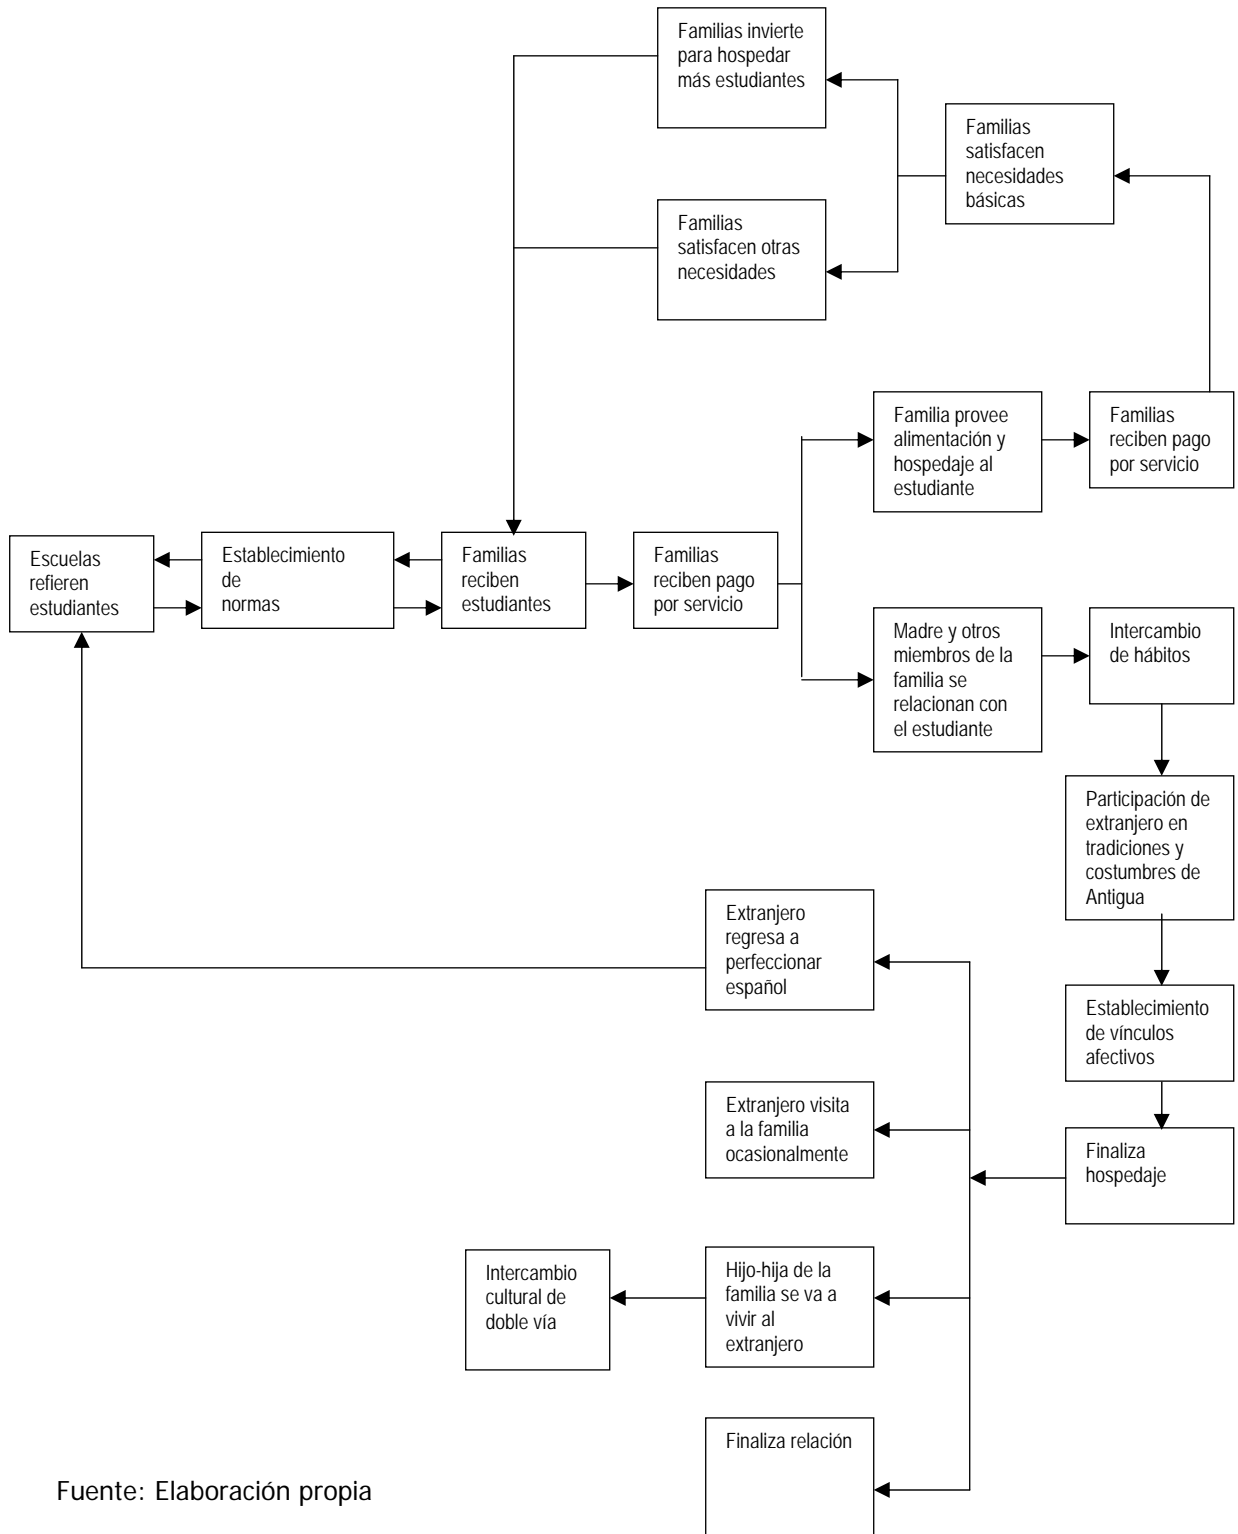 Familias invierte
para hospedar
más estudiantes
Familias
satisfacen
necesidades
básicas
Familias
satisfacen otras
necesidades
Familia provee
alimentación y
hospedaje al
estudiante
Familias
reciben pago
por servicio
Escuelas
refieren
estudiantes
Establecimiento
de
normas
Familias
reciben
estudiantes
Familias
reciben pago
por servicio
Madre y otros
miembros de la
familia se
relacionan con
el estudiante
Intercambio
de hábitos
Participación de
extranjero en
tradiciones y
costumbres de
Antigua
Extranjero
regresa a
perfeccionar
español
Establecimiento
de vínculos
afectivos
Extranjero visita
a la familia
ocasionalmente
Finaliza
hospedaje
Intercambio
cultural de
doble vía
Hijo-hija de la
familia se va a
vivir al
extranjero
Finaliza relación
Fuente: Elaboración propia